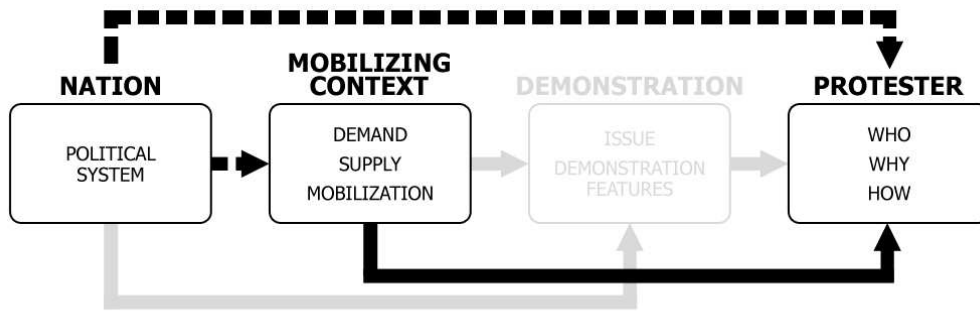 NATION
POLITICAL
SYSTEM
MOBILIZING
CONTEXT
DEMAND
SUPPLY
MOBILIZATION
DEMONSTRATION
ISSUE
DEMONSTRATION
FEATURES
PROTESTER
WHO
WHY
HOW